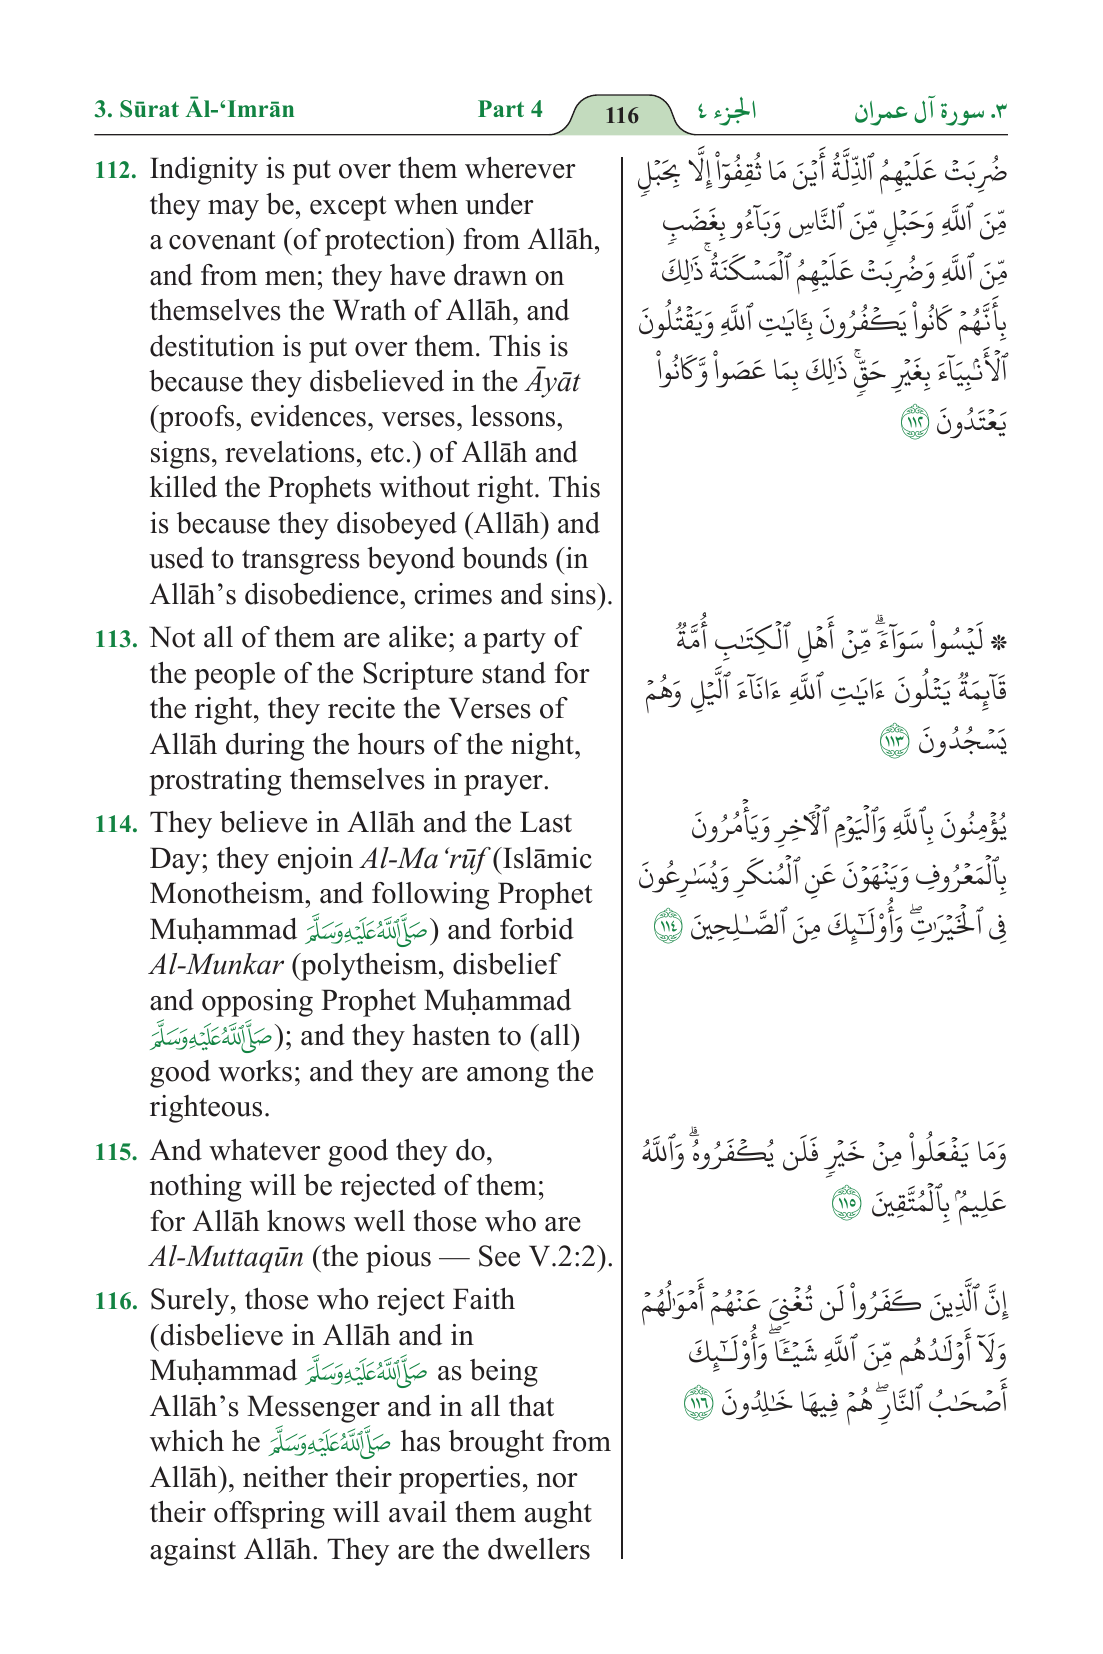 3. Sūrat Āl-‘Imrān
Part 4
116
الجزء ٤
٣. سورة آل عمران
112. Indignity is put over them wherever
they may be, except when under
a covenant (of protection) from Allāh,
and from men; they have drawn on
themselves the Wrath of Allāh, and
destitution is put over them. This is
because they disbelieved in the Āyāt
(proofs, evidences, verses, lessons,
signs, revelations, etc.) of Allāh and
killed the Prophets without right. This
is because they disobeyed (Allāh) and
used to transgress beyond bounds (in
Allāh’s disobedience, crimes and sins).
113. Not all of them are alike; a party of
the people of the Scripture stand for
the right, they recite the Verses of
Allāh during the hours of the night,
prostrating themselves in prayer.
114. They believe in Allāh and the Last
Day; they enjoin Al-Ma‘rūf (Islāmic
Monotheism, and following Prophet
Muḥammad صَلَّى اللَّهُ عَلَيْهِ وَسَلَّمَ) and forbid
Al-Munkar (polytheism, disbelief
and opposing Prophet Muḥammad
صَلَّى اللَّهُ عَلَيْهِ وَسَلَّمَ); and they hasten to (all)
good works; and they are among the
righteous.
115. And whatever good they do,
nothing will be rejected of them;
for Allāh knows well those who are
Al-Muttaqūn (the pious — See V.2:2).
116. Surely, those who reject Faith
(disbelieve in Allāh and in
Muḥammad صَلَّى اللَّهُ عَلَيْهِ وَسَلَّمَ as being
Allāh’s Messenger and in all that
which he صَلَّى اللَّهُ عَلَيْهِ وَسَلَّمَ has brought from
Allāh), neither their properties, nor
their offspring will avail them aught
against Allāh. They are the dwellers
ضُرِبَتۡ عَلَيۡهِمُ ٱلذِّلَّةُ أَيۡنَ مَا ثُقِفُوٓاْ إِلَّا بِحَبۡلٖ
مِّنَ ٱللَّهِ وَحَبۡلٖ مِّنَ ٱلنَّاسِ وَبَآءُو بِغَضَبٖ
مِّنَ ٱللَّهِ وَضُرِبَتۡ عَلَيۡهِمُ ٱلۡمَسۡكَنَةُۚ ذَٰلِكَ
بِأَنَّهُمۡ كَانُواْ يَكۡفُرُونَ بِـَٔايَٰتِ ٱللَّهِ وَيَقۡتُلُونَ
ٱلۡأَنۢبِيَآءَ بِغَيۡرِ حَقّٖۚ ذَٰلِكَ بِمَا عَصَواْ وَّكَانُواْ
يَعۡتَدُونَ ١١٢
۞ لَيۡسُواْ سَوَآءٗۗ مِّنۡ أَهۡلِ ٱلۡكِتَٰبِ أُمَّةٞ
قَآئِمَةٞ يَتۡلُونَ ءَايَٰتِ ٱللَّهِ ءَانَآءَ ٱلَّيۡلِ وَهُمۡ
يَسۡجُدُونَ ١١٣
يُؤۡمِنُونَ بِٱللَّهِ وَٱلۡيَوۡمِ ٱلۡأٓخِرِ وَيَأۡمُرُونَ
بِٱلۡمَعۡرُوفِ وَيَنۡهَوۡنَ عَنِ ٱلۡمُنكَرِ وَيُسَٰرِعُونَ
فِي ٱلۡخَيۡرَٰتِۖ وَأُوْلَٰٓئِكَ مِنَ ٱلصَّٰلِحِينَ ١١٤
وَمَا يَفۡعَلُواْ مِنۡ خَيۡرٖ فَلَن يُكۡفَرُوهُۗ وَٱللَّهُ
عَلِيمُۢ بِٱلۡمُتَّقِينَ ١١٥
إِنَّ ٱلَّذِينَ كَفَرُواْ لَن تُغۡنِيَ عَنۡهُمۡ أَمۡوَٰلُهُمۡ
وَلَآ أَوۡلَٰدُهُم مِّنَ ٱللَّهِ شَيۡـٔٗاۖ وَأُوْلَٰٓئِكَ
أَصۡحَٰبُ ٱلنَّارِۖ هُمۡ فِيهَا خَٰلِدُونَ ١١٦